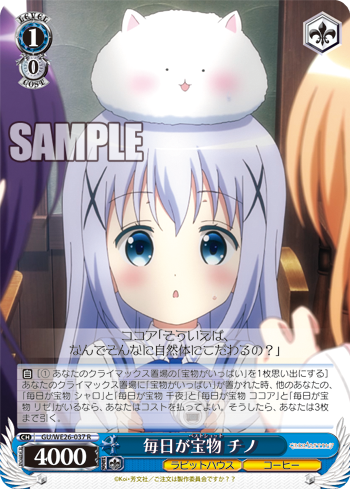 LEVEL
1
0
COST
SAMPLE
ココア「そういえば、
なんでそんなに自然体にこだわるの？」
自 [① あなたのクライマックス置場の「宝物がいっぱい」を1枚思い出にする]
あなたのクライマックス置場に「宝物がいっぱい」が置かれた時、他のあなたの、
「毎日が宝物 シャロ」と「毎日が宝物 千夜」と「毎日が宝物 ココア」と「毎日が
宝物 リゼ」がいるなら、あなたはコストを払ってよい。そうしたら、あなたは3枚
まで引く。
CH GU/WE26-037 R
4000
毎日が宝物 チノ
ラビットハウス
コーヒー
©Koi・芳文社／ご注文は製作委員会ですか？？